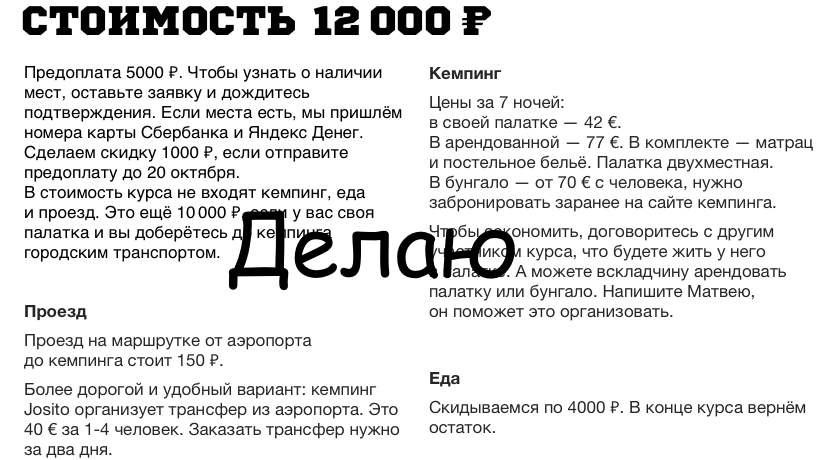 СТОИМОСТЬ 12 000 ₽
Предоплата 5000 ₽. Чтобы узнать о наличии
мест, оставьте заявку и дождитесь
подтверждения. Если места есть, мы пришлём
номера карты Сбербанка и Яндекс Денег.
Сделаем скидку 1000 ₽, если отправите
предоплату до 20 октября.
В стоимость курса не входят кемпинг, еда
и проезд. Это ещё 10 000 ₽, если у вас своя
палатка и вы доберётесь до кемпинга
городским транспортом.
Проезд
Проезд на маршрутке от аэропорта
до кемпинга стоит 150 ₽.
Более дорогой и удобный вариант: кемпинг
Josito организует трансфер из аэропорта. Это
40 € за 1-4 человек. Заказать трансфер нужно
за два дня.
Делаю
Кемпинг
Цены за 7 ночей:
в своей палатке — 42 €.
В арендованной — 77 €. В комплекте — матрац
и постельное бельё. Палатка двухместная.
В бунгало — от 70 € с человека, нужно
забронировать заранее на сайте кемпинга.
Чтобы сэкономить, договоритесь с другим
участником курса, что будете жить у него
в палатке. А можете вскладчину арендовать
палатку или бунгало. Напишите Матвею,
он поможет это организовать.
Еда
Скидываемся по 4000 ₽. В конце курса вернём
остаток.